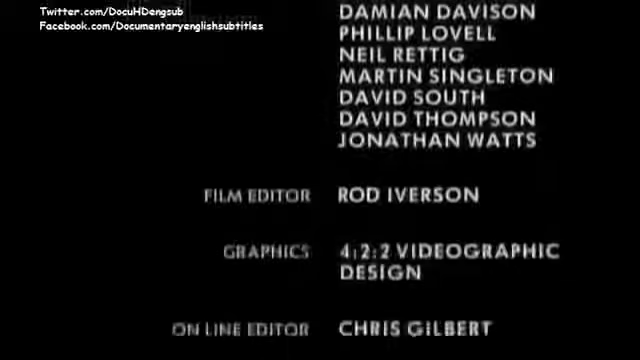 Twitter.com/DocuHDengsub
Facebook.com/Documentaryenglishsubtitles
DAMIAN DAVISON
PHILLIP LOVELL
NEIL RETTIG
MARTIN SINGLETON
DAVID SOUTH
DAVID THOMPSON
JONATHAN WATTS
FILM EDITOR ROD IVERSON
GRAPHICS 4:2:2 VIDEOGRAPHIC
DESIGN
ON LINE EDITOR CHRIS GILBERT